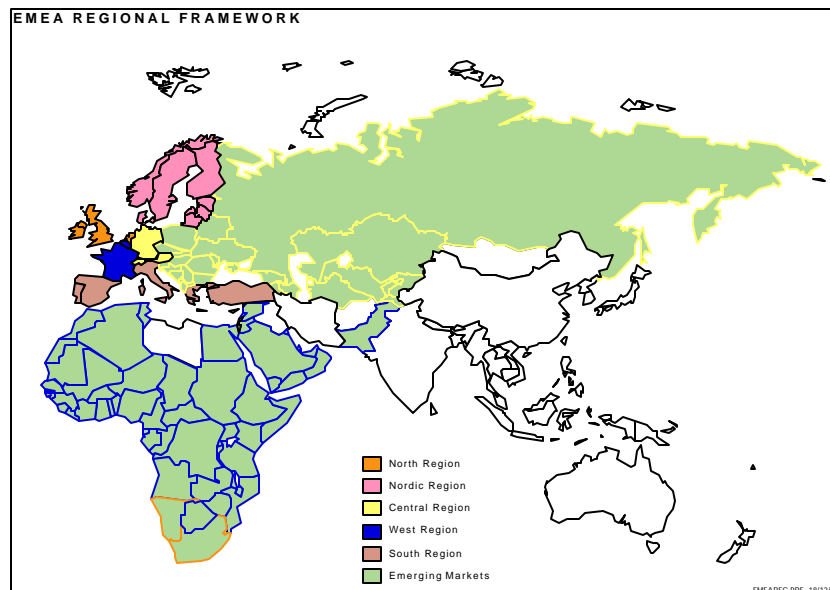 EMEA REGIONAL FRAMEWORK
North Region
Nordic Region
Central Region
West Region
South Region
Emerging Markets